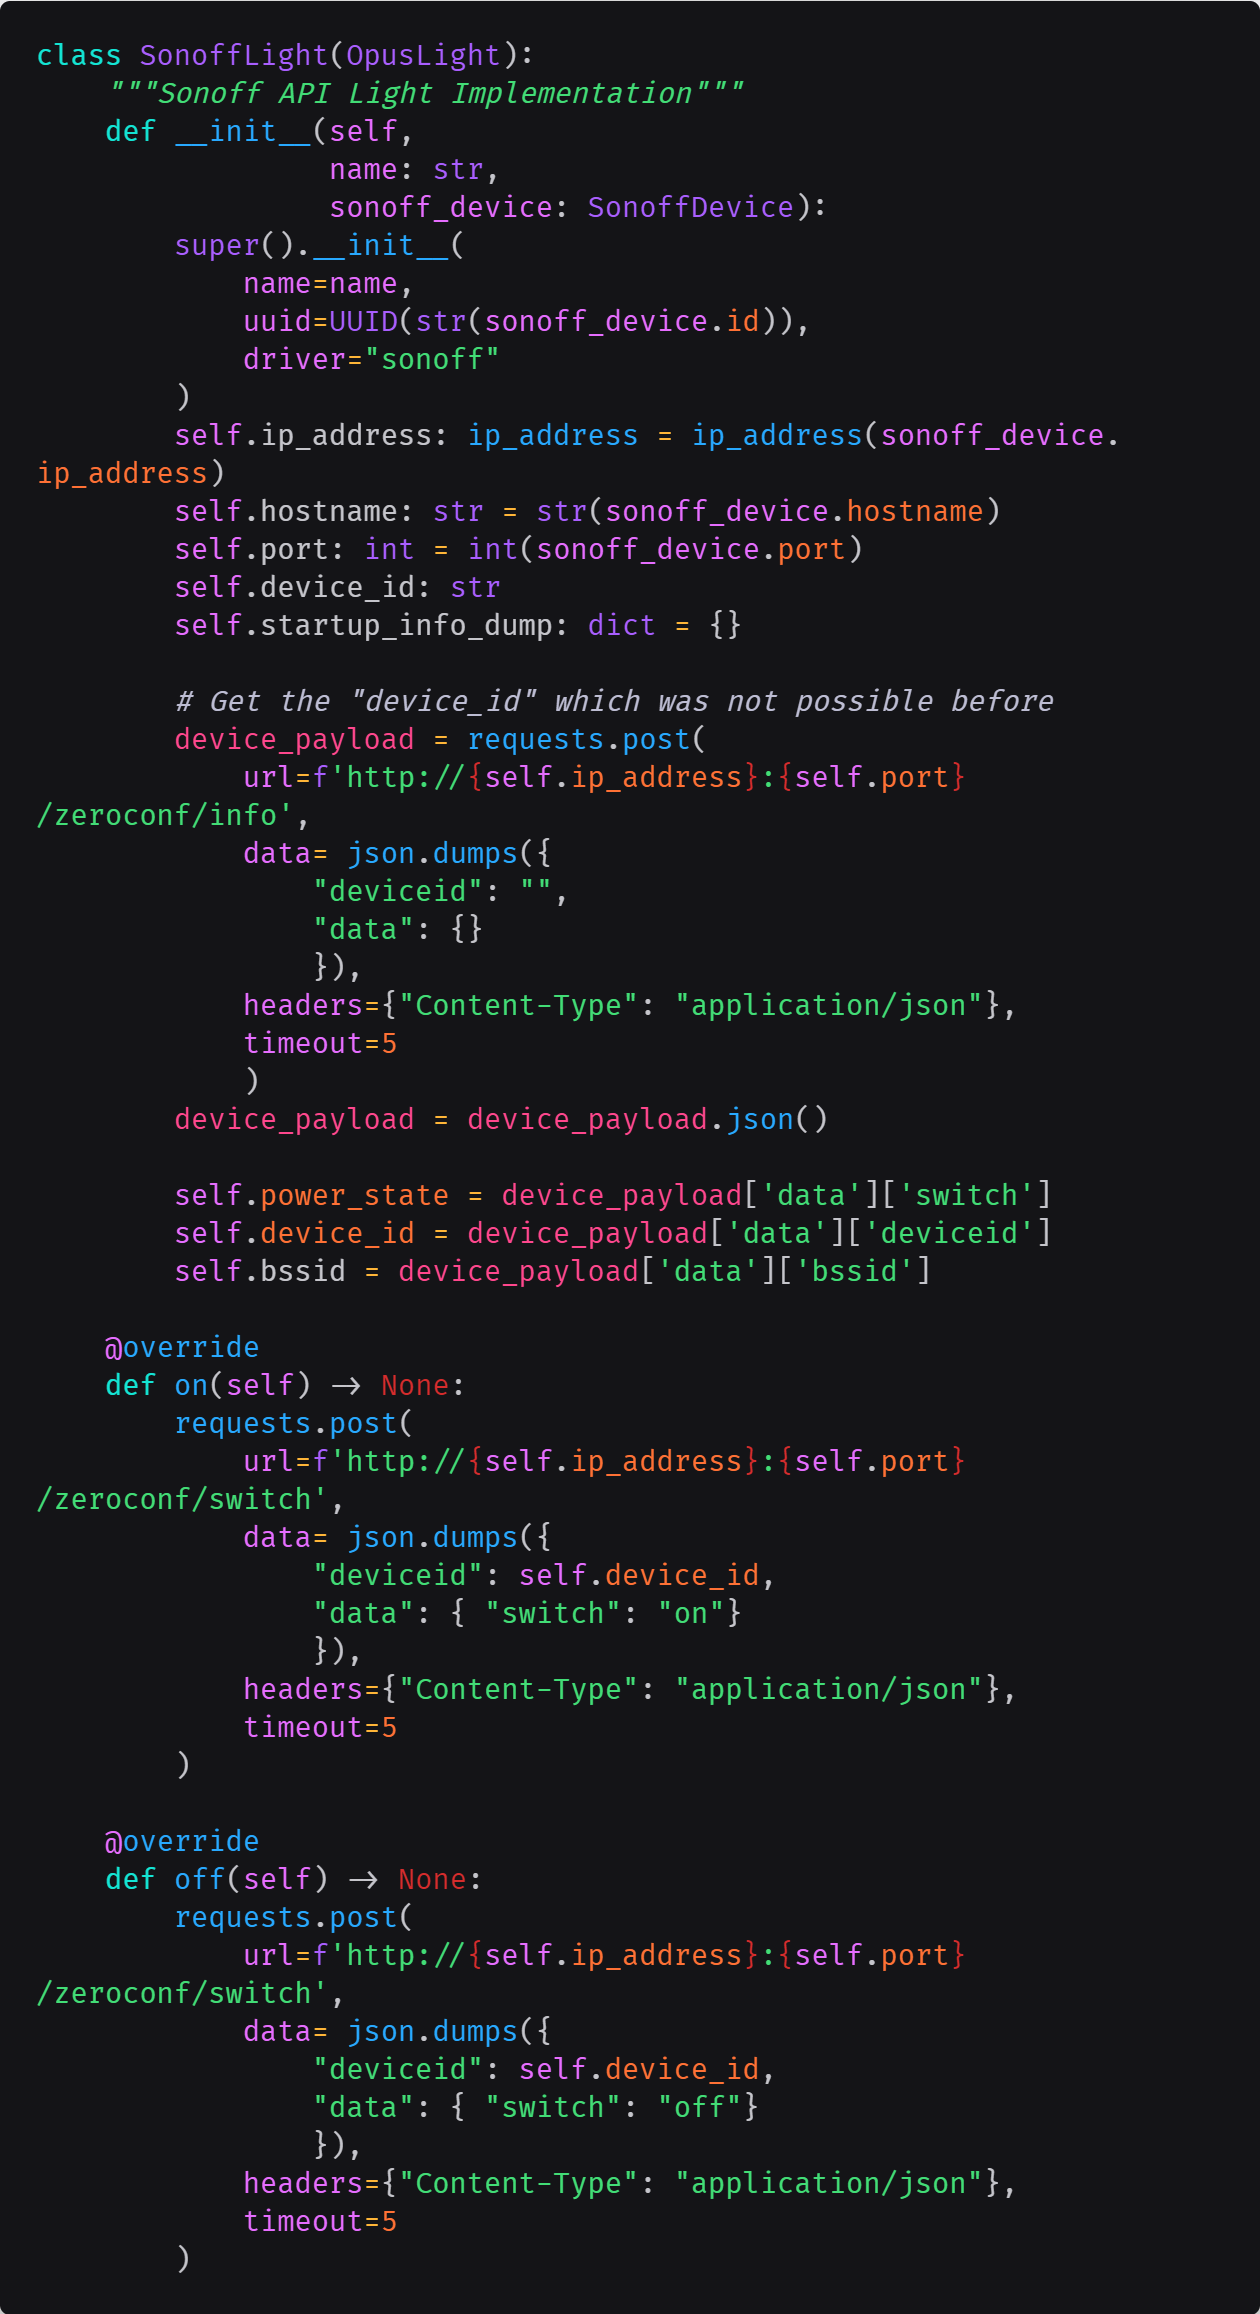 class SonoffLight(OpusLight):
    """Sonoff API Light Implementation"""
    def __init__(self,
                 name: str,
                 sonoff_device: SonoffDevice):
        super().__init__(
            name=name,
            uuid=UUID(str(sonoff_device.id)),
            driver="sonoff"
        )
        self.ip_address: ip_address = ip_address(sonoff_device.
ip_address)
        self.hostname: str = str(sonoff_device.hostname)
        self.port: int = int(sonoff_device.port)
        self.device_id: str
        self.startup_info_dump: dict = {}

        # Get the "device_id" which was not possible before
        device_payload = requests.post(
            url=f'http://{self.ip_address}:{self.port}
/zeroconf/info',
            data= json.dumps({
                "deviceid": "",
                "data": {}
                }),
            headers={"Content-Type": "application/json"},
            timeout=5
            )
        device_payload = device_payload.json()

        self.power_state = device_payload['data']['switch']
        self.device_id = device_payload['data']['deviceid']
        self.bssid = device_payload['data']['bssid']

    @override
    def on(self) -> None:
        requests.post(
            url=f'http://{self.ip_address}:{self.port}
/zeroconf/switch',
            data= json.dumps({
                "deviceid": self.device_id,
                "data": { "switch": "on"}
                }),
            headers={"Content-Type": "application/json"},
            timeout=5
        )

    @override
    def off(self) -> None:
        requests.post(
            url=f'http://{self.ip_address}:{self.port}
/zeroconf/switch',
            data= json.dumps({
                "deviceid": self.device_id,
                "data": { "switch": "off"}
                }),
            headers={"Content-Type": "application/json"},
            timeout=5
        )